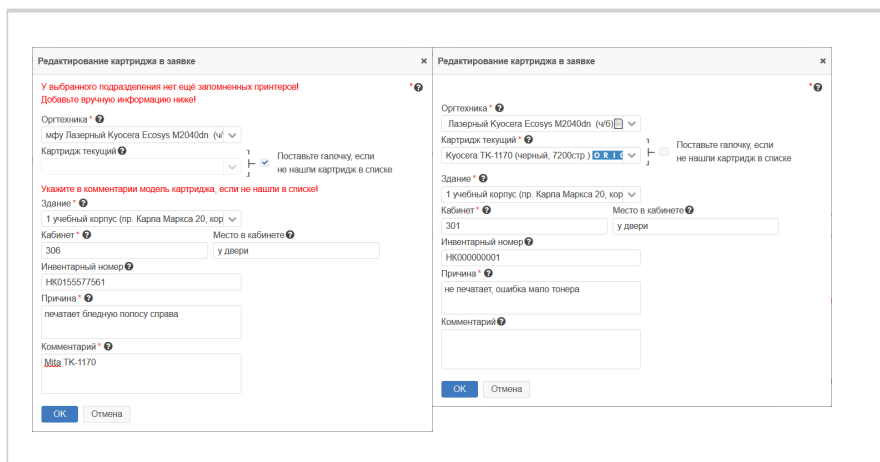 Редактирование картриджа в заявке ×
У выбранного подразделения нет ещё запомненных принтеров! *
Добавьте вручную информацию ниже!
Оргтехника *
мфу Лазерный Kyocera Ecosys M2040dn (ч/
Картридж текущий
Поставьте галочку, если
не нашли картридж в списке
Укажите в комментарии модель картриджа, если не нашли в списке!
Здание *
1 учебный корпус (пр. Карла Маркса 20, кор
Кабинет * Место в кабинете
306 у двери
Инвентарный номер
НК0155577561
Причина *
печатает бледную полосу справа
Комментарий *
Mita TK-1170
OK Отмена
Редактирование картриджа в заявке ×
*
Оргтехника *
Лазерный Kyocera Ecosys M2040dn (ч/б)
Картридж текущий *
Kyocera TK-1170 (черный, 7200стр.) ORIG
Поставьте галочку, если
не нашли картридж в списке
Здание *
1 учебный корпус (пр. Карла Маркса 20, кор
Кабинет * Место в кабинете
301 у двери
Инвентарный номер
НК000000001
Причина *
не печатает, ошибка мало тонера
Комментарий
OK Отмена